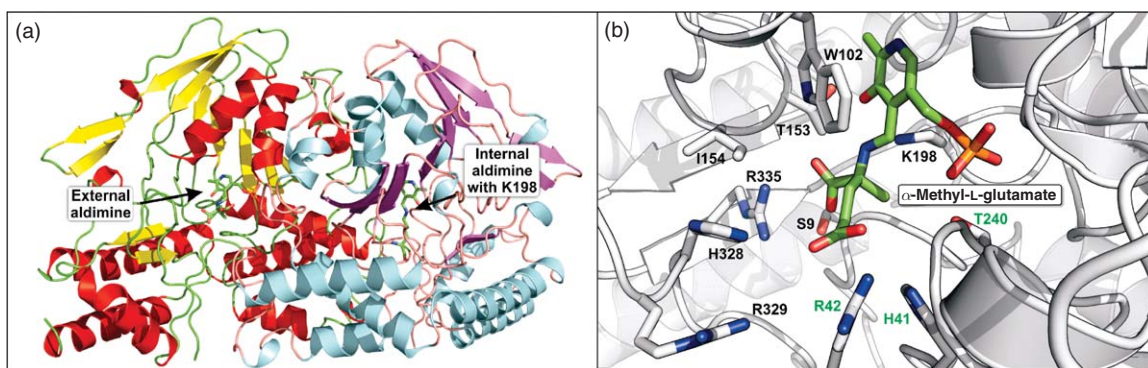 (a)
External
aldimine
Internal
aldimine
with K198
(b)
W102
T153
I154
K198
R335
α-Methyl-L-glutamate
S9
T240
H328
R42
H41
R329